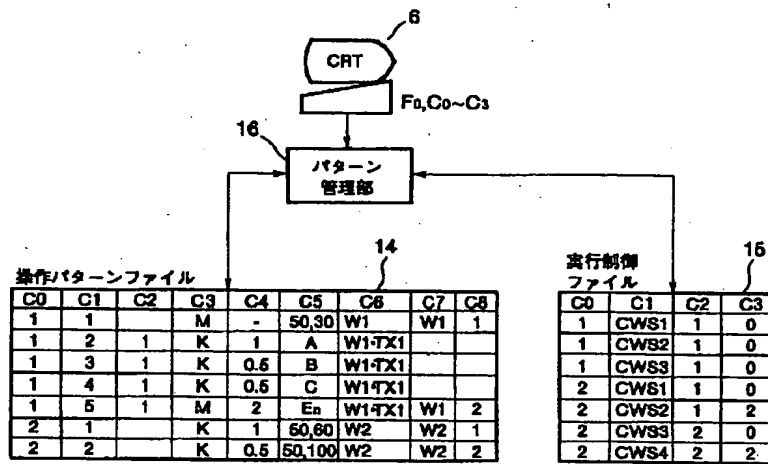 6
CRT
F0,C0~C3
16
パターン
管理部
14
操作パターンファイル
C0 C1 C2 C3 C4 C5 C6 C7 C8
1 1 M - 50,30 W1 W1 1
1 2 1 K 1 A W1-TX1
1 3 1 K 0.5 B W1-TX1
1 4 1 K 0.5 C W1-TX1
1 5 1 M 2 En W1-TX1 W1 2
2 1 K 1 50,60 W2 W2 1
2 2 K 0.5 50,100 W2 W2 2
15
実行制御
ファイル
C0 C1 C2 C3
1 CWS1 1 0
1 CWS2 1 0
1 CWS3 1 0
2 CWS1 1 0
2 CWS2 1 2
2 CWS3 2 0
2 CWS4 2 2